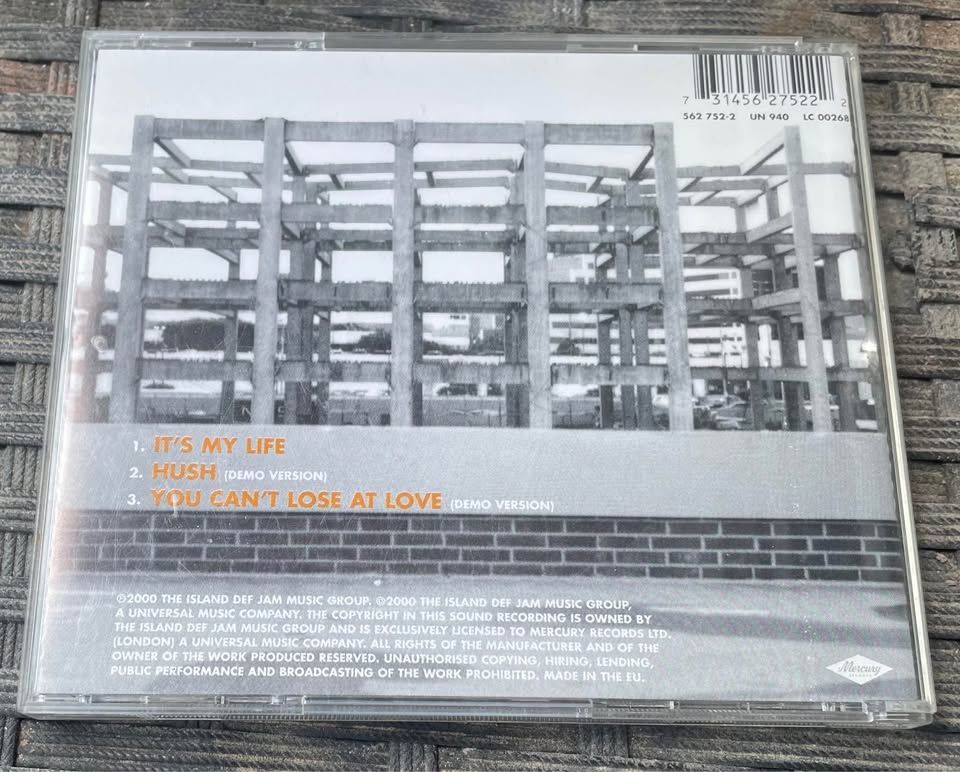 7 31456 27522 2
562 752-2 UN 940 LC 00268
1. IT'S MY LIFE
2. HUSH (DEMO VERSION)
3. YOU CAN'T LOSE AT LOVE (DEMO VERSION)
℗2000 THE ISLAND DEF JAM MUSIC GROUP. ©2000 THE ISLAND DEF JAM MUSIC GROUP,
A UNIVERSAL MUSIC COMPANY. THE COPYRIGHT IN THIS SOUND RECORDING IS OWNED BY
THE ISLAND DEF JAM MUSIC GROUP AND IS EXCLUSIVELY LICENSED TO MERCURY RECORDS LTD.
(LONDON) A UNIVERSAL MUSIC COMPANY. ALL RIGHTS OF THE MANUFACTURER AND OF THE
OWNER OF THE WORK PRODUCED RESERVED. UNAUTHORISED COPYING, HIRING, LENDING,
PUBLIC PERFORMANCE AND BROADCASTING OF THE WORK PROHIBITED. MADE IN THE EU.
Mercury